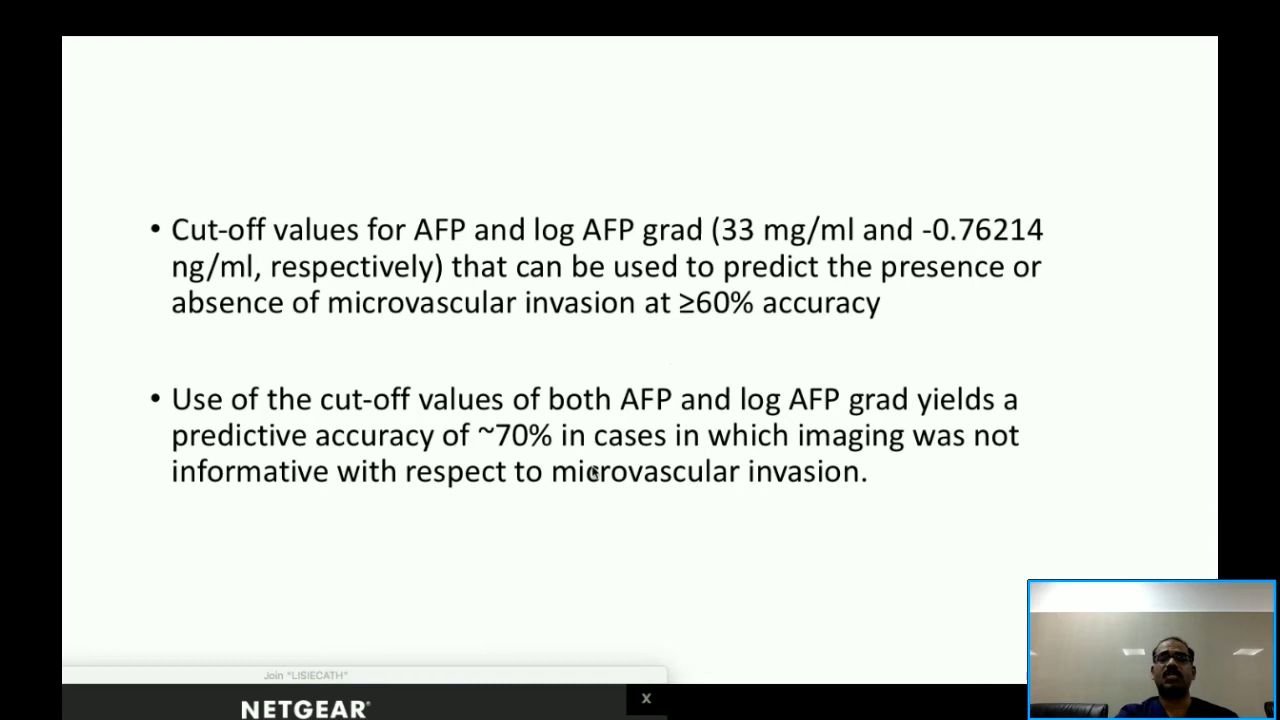 • Cut-off values for AFP and log AFP grad (33 mg/ml and -0.76214
ng/ml, respectively) that can be used to predict the presence or
absence of microvascular invasion at ≥60% accuracy
• Use of the cut-off values of both AFP and log AFP grad yields a
predictive accuracy of ~70% in cases in which imaging was not
informative with respect to microvascular invasion.
Join "LISIECATH"
NETGEAR
X